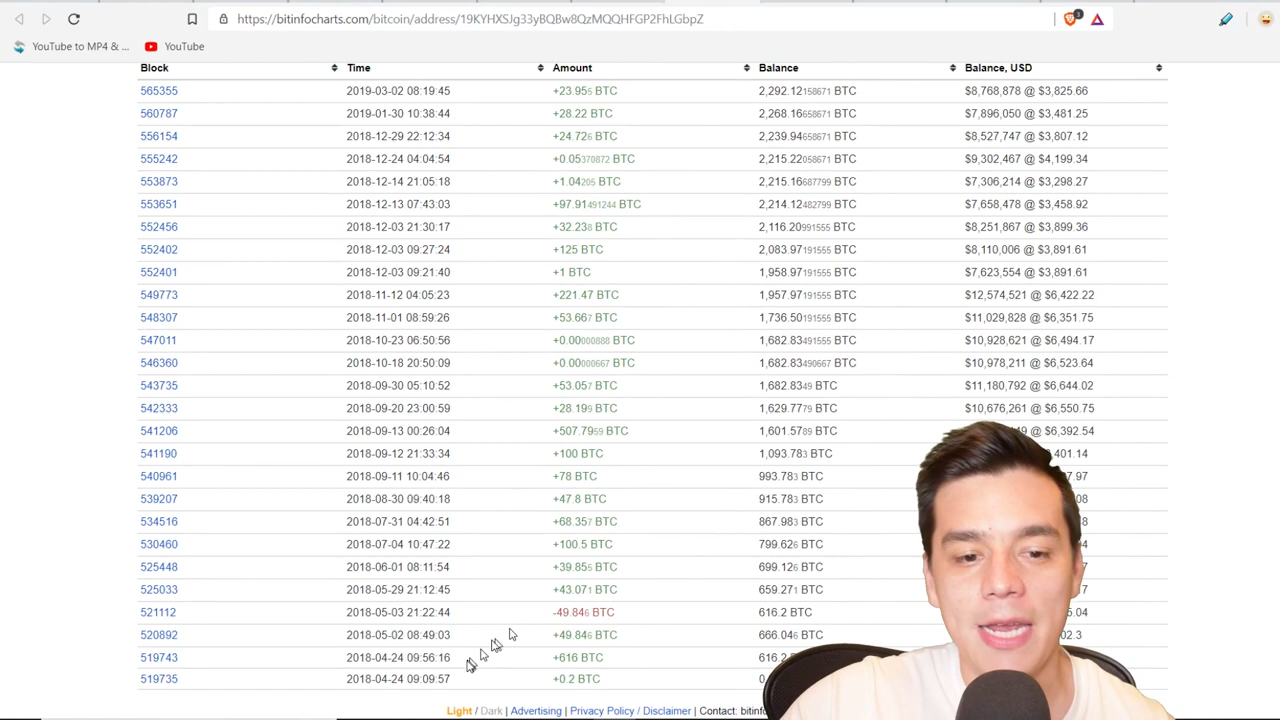 https://bitinfocharts.com/bitcoin/address/19KYHXSJg33yBQBw8QzMQQHFGP2FhLGbpZ
3
YouTube to MP4 & ... YouTube
Block Time Amount Balance Balance, USD
565355 2019-03-02 08:19:45 +23.955 BTC 2,292.12158671 BTC $8,768,878 @ $3,825.66
560787 2019-01-30 10:38:44 +28.22 BTC 2,268.16658671 BTC $7,896,050 @ $3,481.25
556154 2018-12-29 22:12:34 +24.726 BTC 2,239.94658671 BTC $8,527,747 @ $3,807.12
555242 2018-12-24 04:04:54 +0.05370872 BTC 2,215.22058671 BTC $9,302,467 @ $4,199.34
553873 2018-12-14 21:05:18 +1.04205 BTC 2,215.16687799 BTC $7,306,214 @ $3,298.27
553651 2018-12-13 07:43:03 +97.91491244 BTC 2,214.12482799 BTC $7,658,478 @ $3,458.92
552456 2018-12-03 21:30:17 +32.238 BTC 2,116.20991555 BTC $8,251,867 @ $3,899.36
552402 2018-12-03 09:27:24 +125 BTC 2,083.97191555 BTC $8,110,006 @ $3,891.61
552401 2018-12-03 09:21:40 +1 BTC 1,958.97191555 BTC $7,623,554 @ $3,891.61
549773 2018-11-12 04:05:23 +221.47 BTC 1,957.97191555 BTC $12,574,521 @ $6,422.22
548307 2018-11-01 08:59:26 +53.667 BTC 1,736.50191555 BTC $11,029,828 @ $6,351.75
547011 2018-10-23 06:50:56 +0.00000888 BTC 1,682.83491555 BTC $10,928,621 @ $6,494.17
546360 2018-10-18 20:50:09 +0.00000667 BTC 1,682.83490667 BTC $10,978,211 @ $6,523.64
543735 2018-09-30 05:10:52 +53.057 BTC 1,682.8349 BTC $11,180,792 @ $6,644.02
542333 2018-09-20 23:00:59 +28.199 BTC 1,629.7779 BTC $10,676,261 @ $6,550.75
541206 2018-09-13 00:26:04 +507.7959 BTC 1,601.5789 BTC 49 @ $6,392.54
541190 2018-09-12 21:33:34 +100 BTC 1,093.783 BTC 401.14
540961 2018-09-11 10:04:46 +78 BTC 993.783 BTC 7.97
539207 2018-08-30 09:40:18 +47.8 BTC 915.783 BTC 08
534516 2018-07-31 04:42:51 +68.357 BTC 867.983 BTC 8
530460 2018-07-04 10:47:22 +100.5 BTC 799.626 BTC 4
525448 2018-06-01 08:11:54 +39.855 BTC 699.126 BTC
525033 2018-05-29 21:12:45 +43.071 BTC 659.271 BTC 17
521112 2018-05-03 21:22:44 -49.846 BTC 616.2 BTC 5.04
520892 2018-05-02 08:49:03 +49.846 BTC 666.046 BTC 02.3
519743 2018-04-24 09:56:16 +616 BTC 616.2
519735 2018-04-24 09:09:57 +0.2 BTC 0
Light / Dark | Advertising | Privacy Policy / Disclaimer | Contact: bitinfo